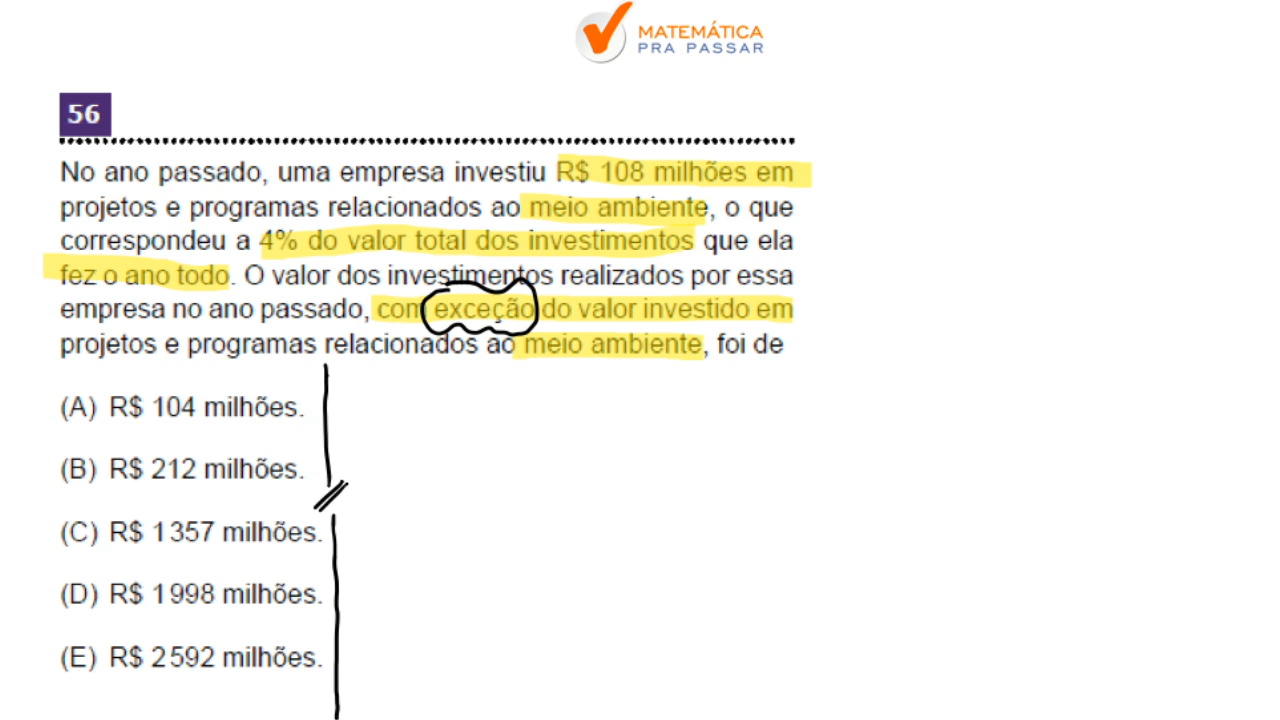 MATEMÁTICA
PRA PASSAR
56
No ano passado, uma empresa investiu R$ 108 milhões em
projetos e programas relacionados ao meio ambiente, o que
correspondeu a 4% do valor total dos investimentos que ela
fez o ano todo. O valor dos investimentos realizados por essa
empresa no ano passado, com exceção do valor investido em
projetos e programas relacionados ao meio ambiente, foi de
(A) R$ 104 milhões.
(B) R$ 212 milhões.
(C) R$ 1 357 milhões.
(D) R$ 1 998 milhões.
(E) R$ 2 592 milhões.